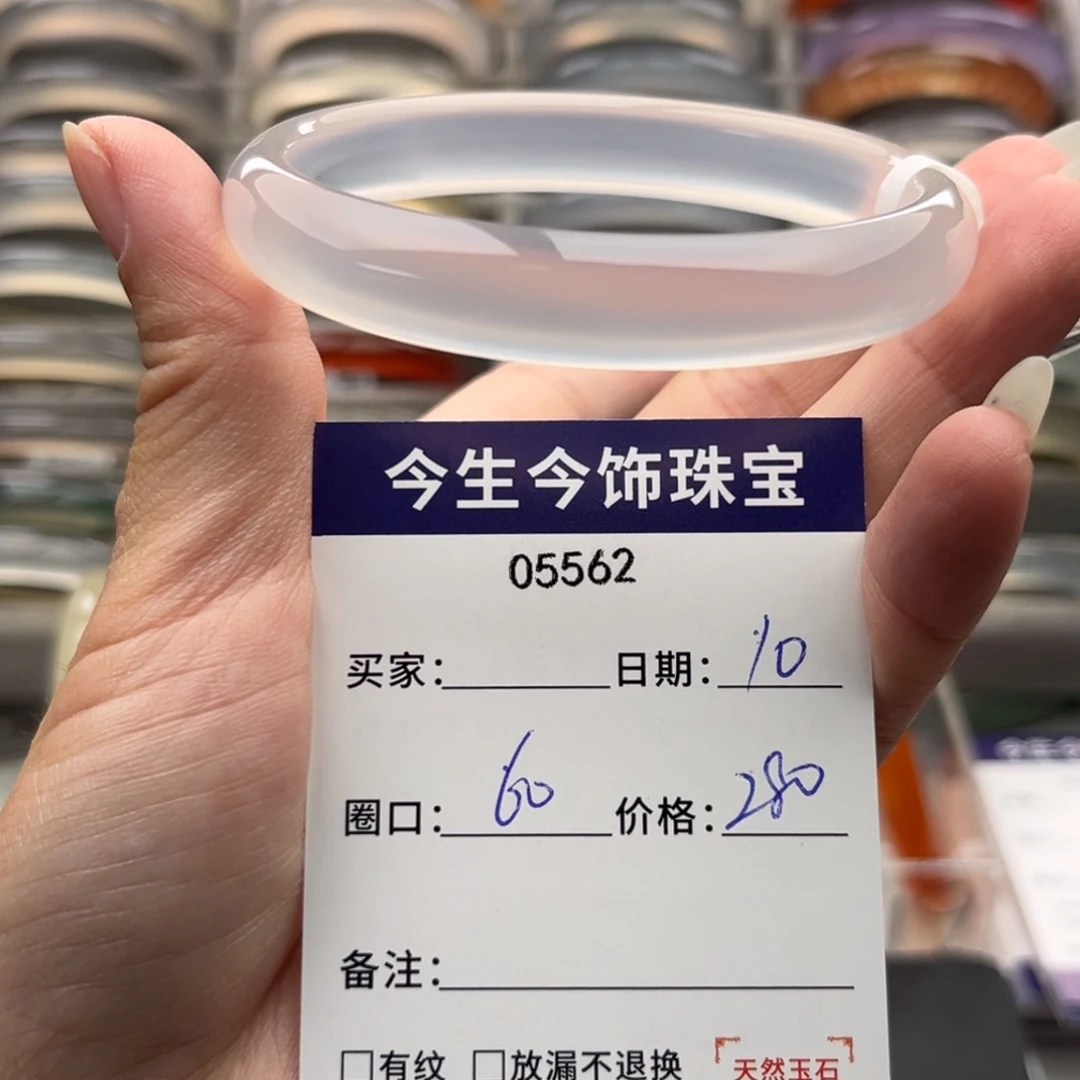 今生今饰珠宝
05562
买家： 日期：10
圈口：60 价格：280
备注：
□有纹 □放漏不退换 天然玉石